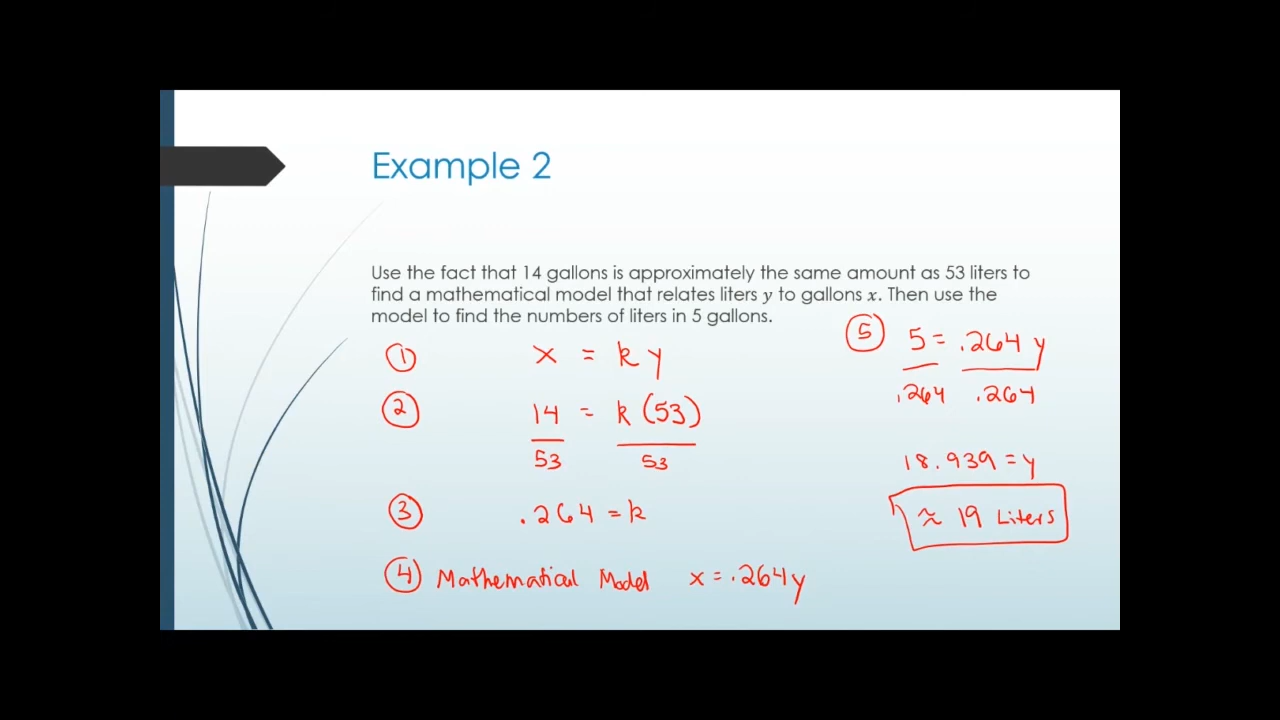 Example 2
Use the fact that 14 gallons is approximately the same amount as 53 liters to
find a mathematical model that relates liters y to gallons x. Then use the
model to find the numbers of liters in 5 gallons.
① x = k y
② 14 = k (53)
53 53
③ .264 = k
④ Mathematical Model x = .264y
⑤ 5 = .264 y
.264 .264
18.939 = y
≈ 19 Liters